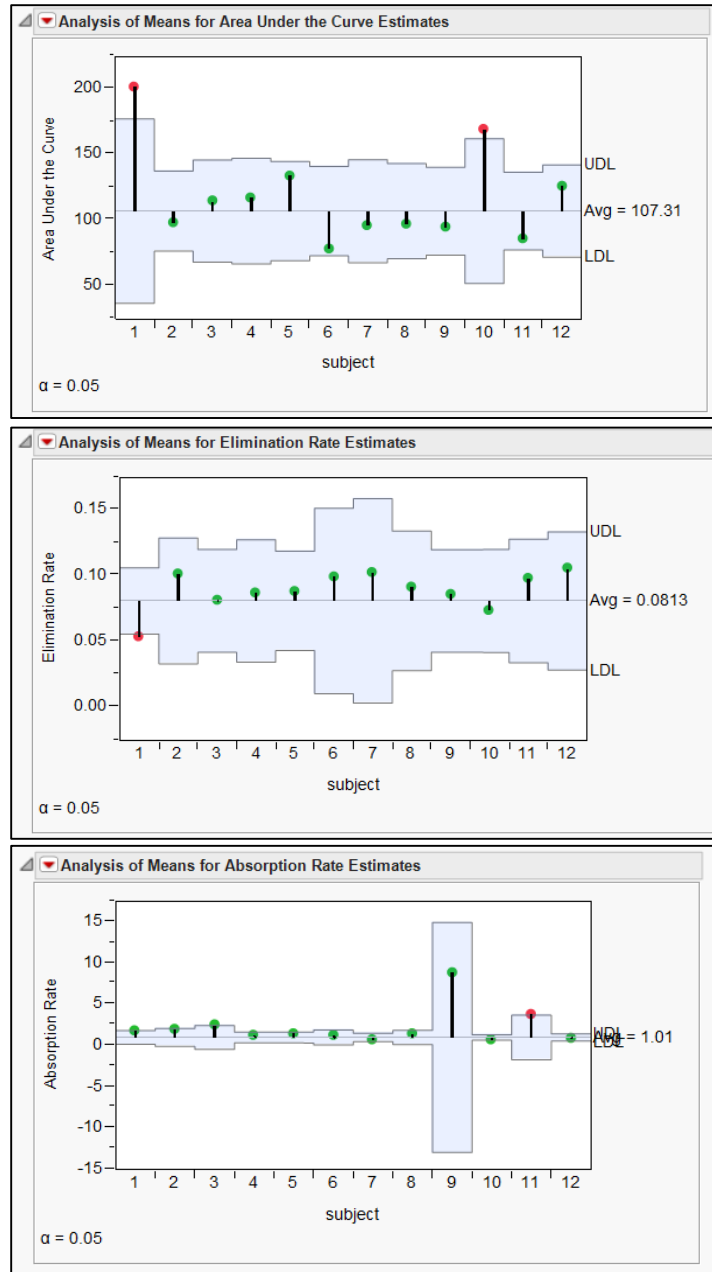 Analysis of Means for Area Under the Curve Estimates
200
150
100
50
Area Under the Curve
UDL
Avg = 107.31
LDL
1 2 3 4 5 6 7 8 9 10 11 12
subject
α = 0.05
Analysis of Means for Elimination Rate Estimates
0.15
0.10
0.05
0.00
Elimination Rate
UDL
Avg = 0.0813
LDL
1 2 3 4 5 6 7 8 9 10 11 12
subject
α = 0.05
Analysis of Means for Absorption Rate Estimates
15
10
5
0
-5
-10
-15
Absorption Rate
UDL
Avg = 1.01
LDL
1 2 3 4 5 6 7 8 9 10 11 12
subject
α = 0.05